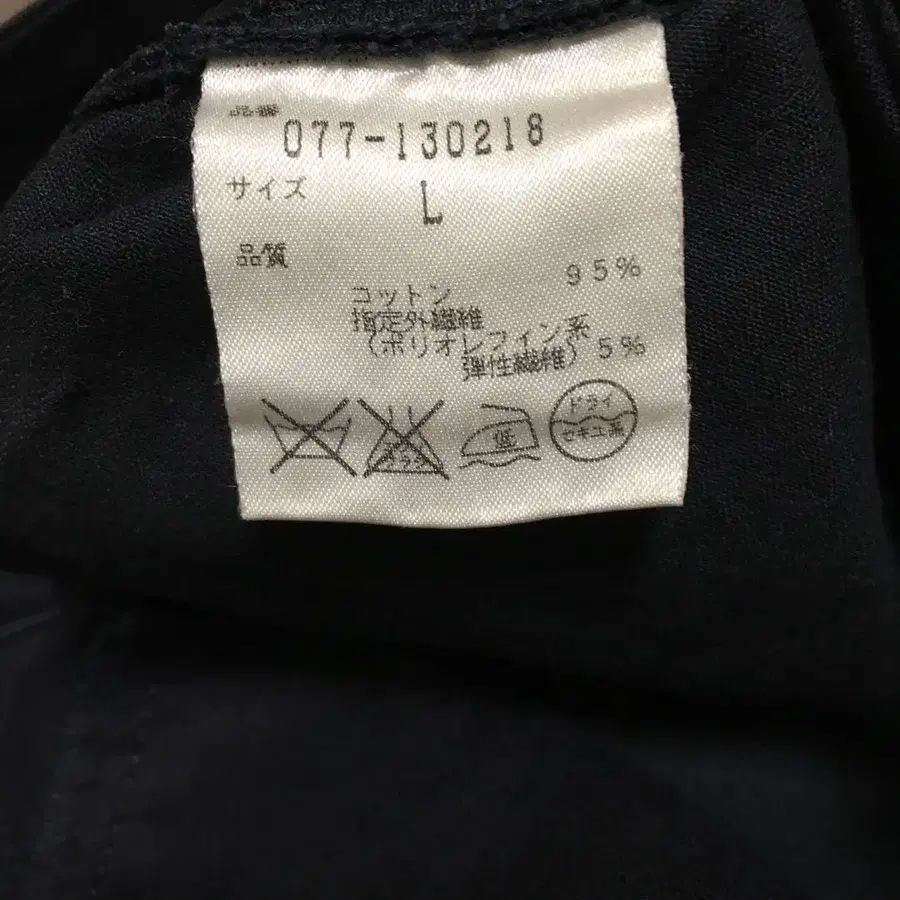 品番
077-130218
サイズ L
品質
コットン 95%
指定外繊維
(ポリオレフィン系
弾性繊維) 5%
低
ドライ
セキユ系